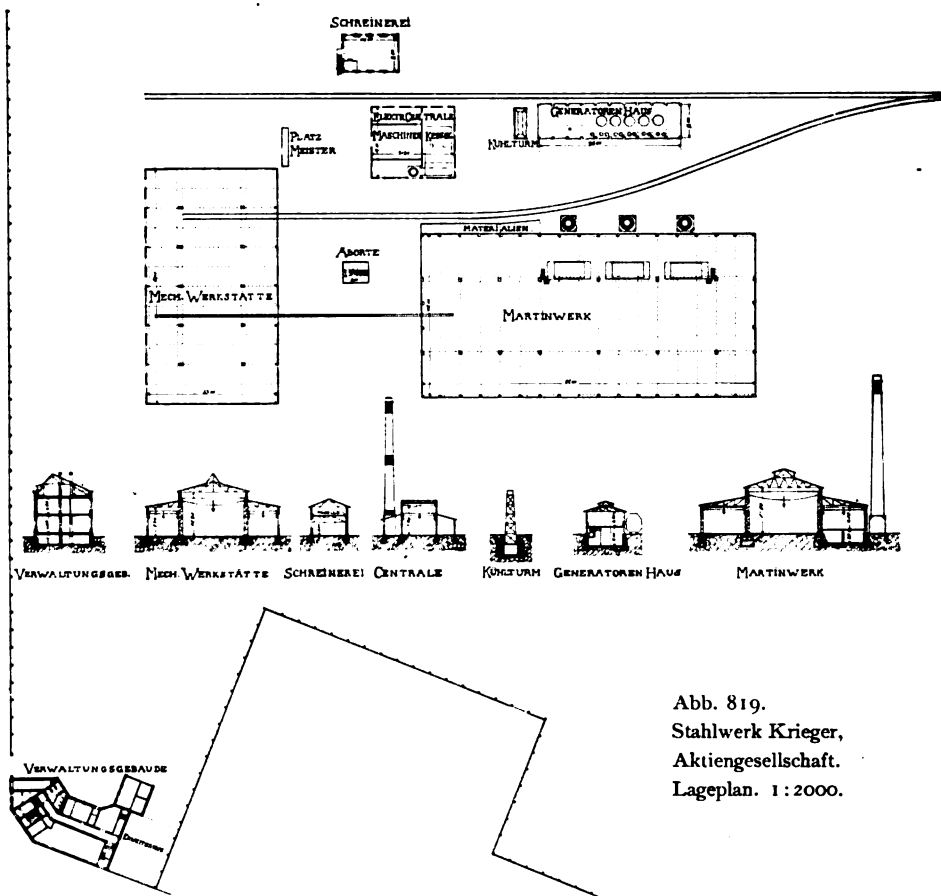 SCHREINEREI
ELEKTR. CENTRALE
MASCHINEN KESSEL
GENERATOREN HAUS
KÜHLTURM
PLATZ
MEISTER
MATERIALIEN
ABORTE
MECH. WERKSTÄTTE
MARTINWERK
VERWALTUNGSGEB. MECH. WERKSTÄTTE SCHREINEREI CENTRALE KÜHLTURM GENERATOREN HAUS MARTINWERK
Abb. 819.
Stahlwerk Krieger,
Aktiengesellschaft.
Lageplan. 1:2000.
VERWALTUNGSGEBÄUDE